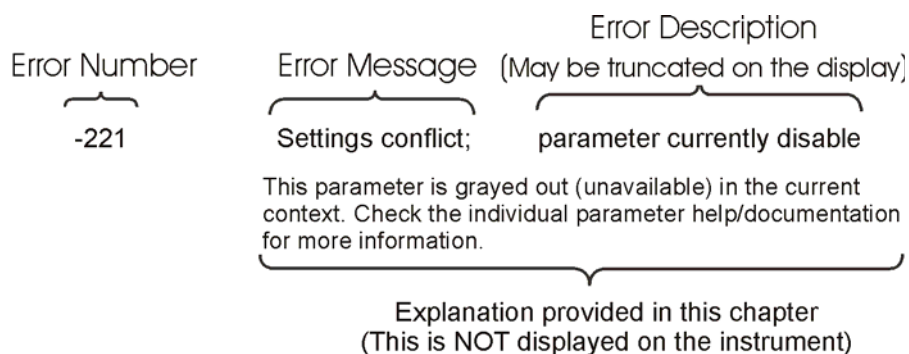 Error Description
Error Number Error Message (May be truncated on the display)
-221 Settings conflict; parameter currently disable
This parameter is grayed out (unavailable) in the current
context. Check the individual parameter help/documentation
for more information.
Explanation provided in this chapter
(This is NOT displayed on the instrument)